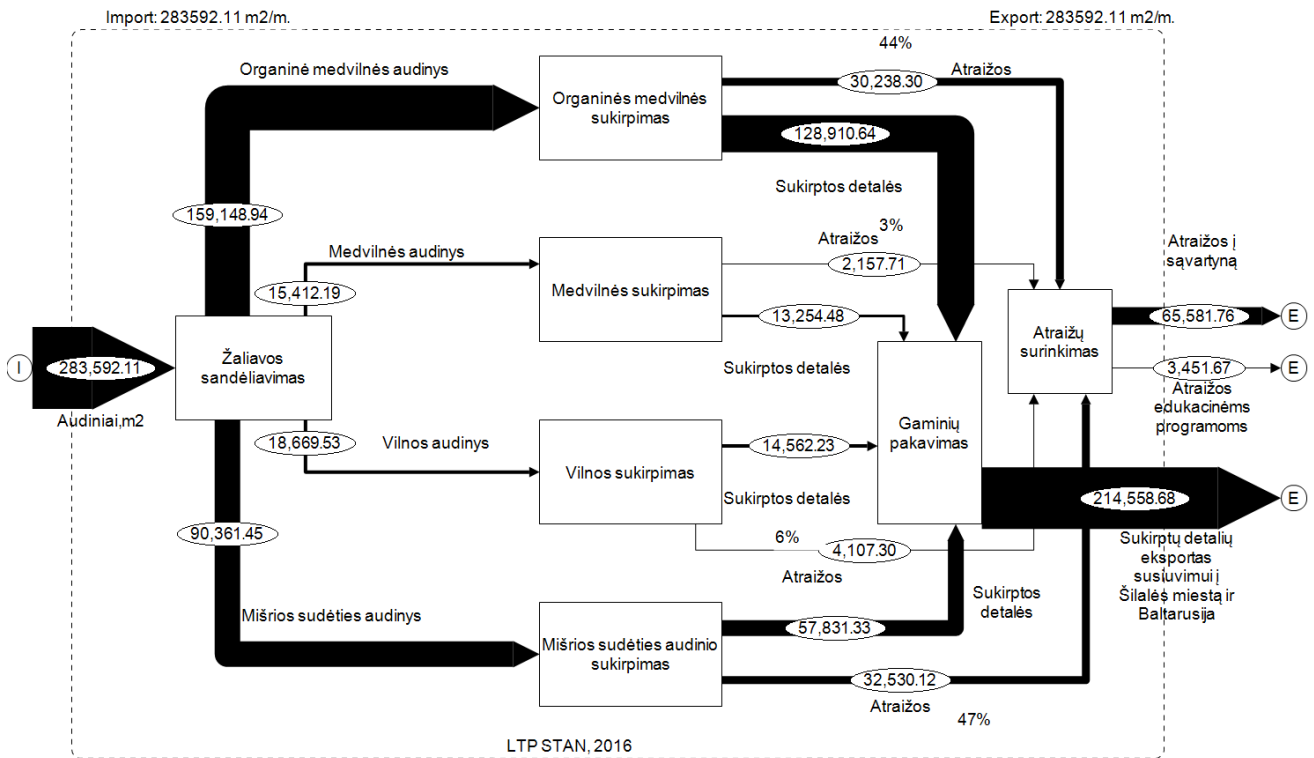 Import: 283592.11 m2/m.
Export: 283592.11 m2/m.
44%
Organinė medvilnės audinys
Atraižos
30,238.30
Organinės medvilnės
sukirpimas
128,910.64
Sukirptos detalės
159,148.94
3%
Atraižos
Medvilnės audinys
2,157.71
Atraižos į
sąvartyną
15,412.19
Medvilnės sukirpimas
13,254.48
65,581.76
E
Atraižų
surinkimas
Žaliavos
sandėliavimas
I
283,592.11
Sukirptos detalės
3,451.67
E
Atraižos
edukacinėms
programoms
Audiniai,m2
Gaminių
pakavimas
18,669.53
Vilnos audinys
14,562.23
Vilnos sukirpimas
Sukirptos detalės
214,558.68
E
90,361.45
6%
4,107.30
Atraižos
Sukirptų detalių
eksportas
susiuvimui į
Šilalės miestą ir
Baltarusija
Sukirptos
detalės
Mišrios sudėties audinys
57,831.33
Mišrios sudėties audinio
sukirpimas
32,530.12
Atraižos
47%
LTP STAN, 2016